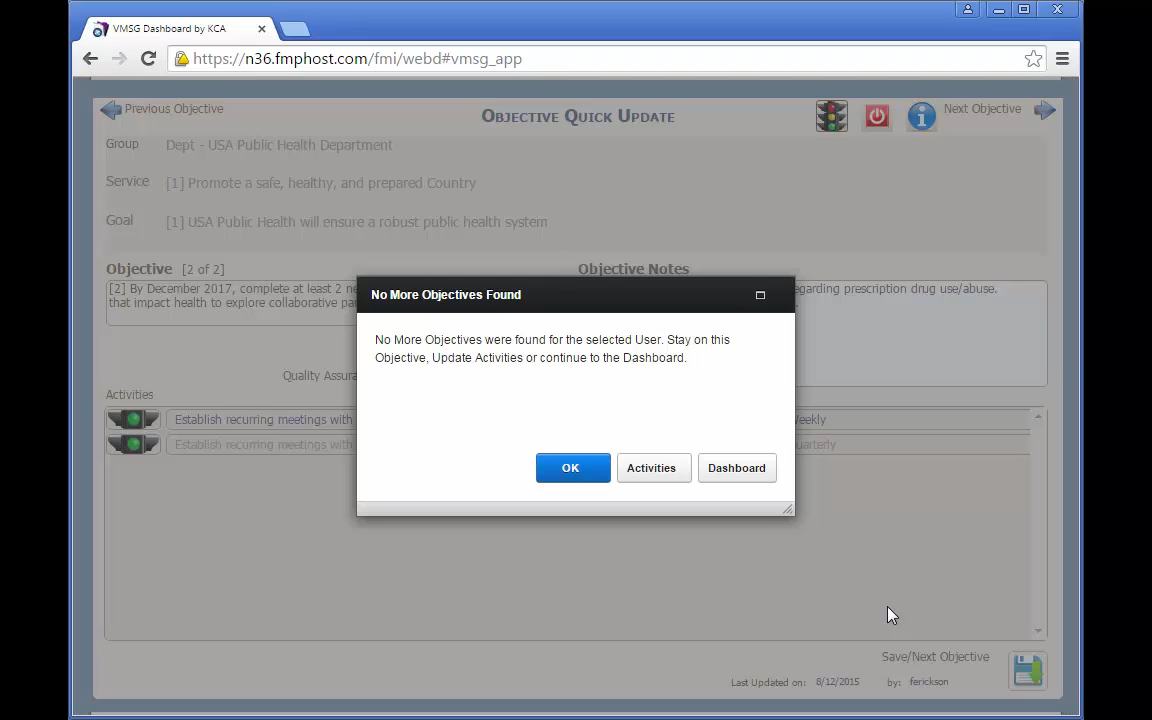 VMSG Dashboard by KCA
https://n36.fmphost.com/fmi/webd#vmsg_app
Previous Objective
Objective Quick Update
Next Objective
Group Dept - USA Public Health Department
Service [1] Promote a safe, healthy, and prepared Country
Goal [1] USA Public Health will ensure a robust public health system
Objective [2 of 2]
Objective Notes
[2] By December 2017, complete at least 2 ne
that impact health to explore collaborative pa
egarding prescription drug use/abuse.
No More Objectives Found
No More Objectives were found for the selected User. Stay on this
Objective, Update Activities or continue to the Dashboard.
OK Activities Dashboard
Quality Assura
Activities
Establish recurring meetings with
Weekly
Establish recurring meetings with
uarterly
Save/Next Objective
Last Updated on: 8/12/2015 by: ferickson